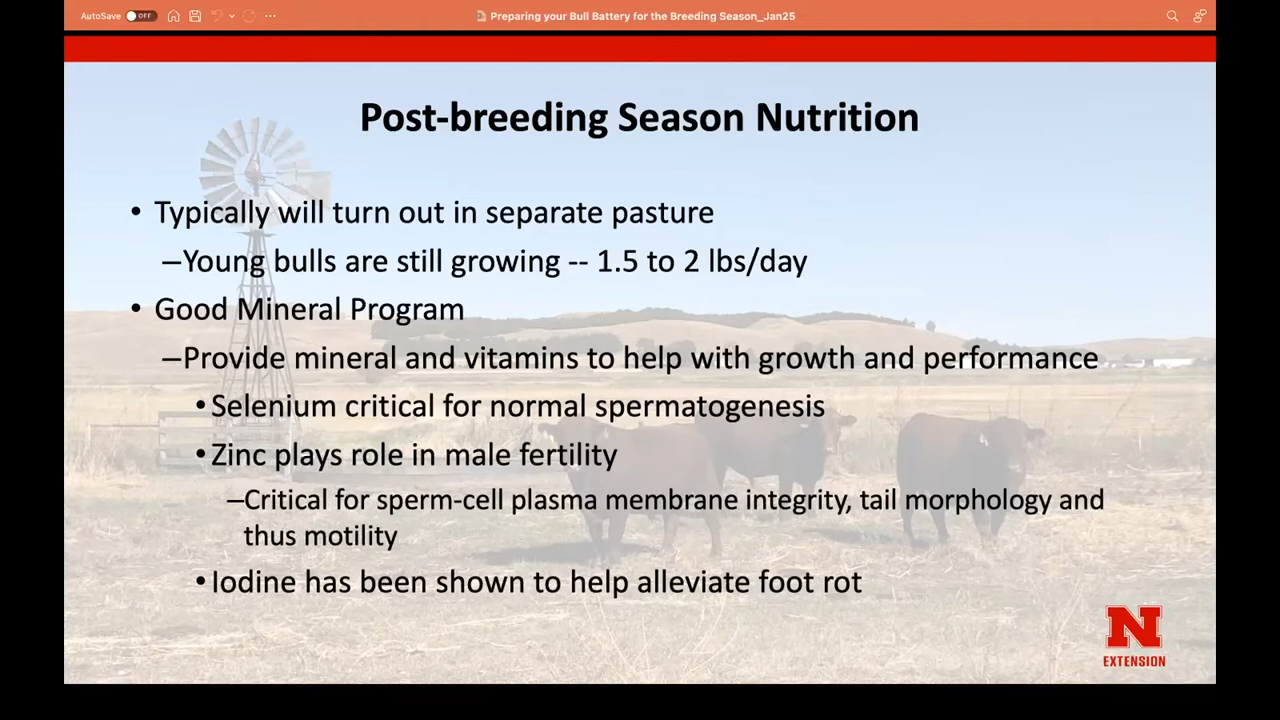 AutoSave OFF
Preparing your Bull Battery for the Breeding Season_Jan25
Post-breeding Season Nutrition
• Typically will turn out in separate pasture
–Young bulls are still growing -- 1.5 to 2 lbs/day
• Good Mineral Program
–Provide mineral and vitamins to help with growth and performance
•Selenium critical for normal spermatogenesis
•Zinc plays role in male fertility
–Critical for sperm-cell plasma membrane integrity, tail morphology and
thus motility
•Iodine has been shown to help alleviate foot rot
N
EXTENSION